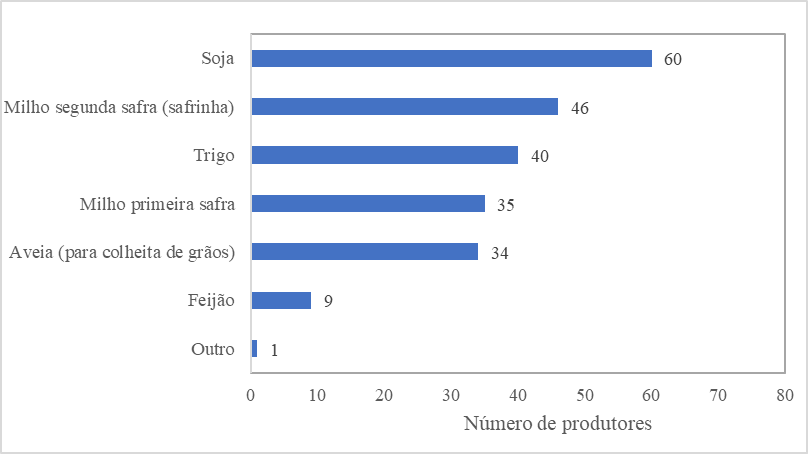 Soja 60
Milho segunda safra (safrinha) 46
Trigo 40
Milho primeira safra 35
Aveia (para colheita de grãos) 34
Feijão 9
Outro 1
0 10 20 30 40 50 60 70 80
Número de produtores